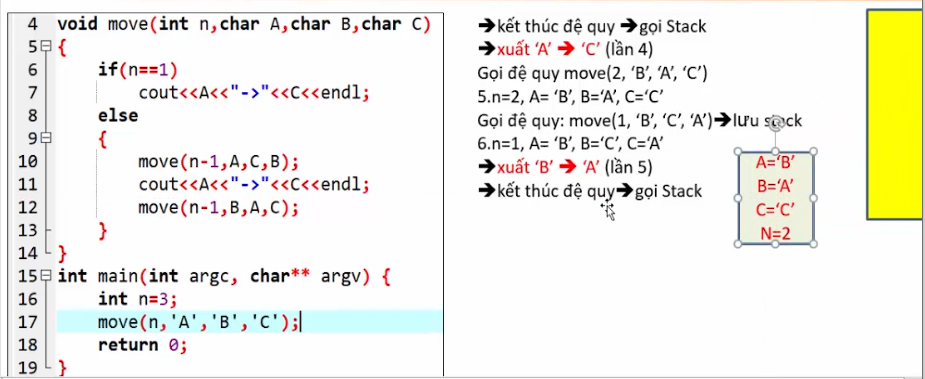 4 void move(int n,char A,char B,char C)
5 {
6 if(n==1)
7 cout<<A<<"->"<<C<<endl;
8 else
9 {
10 move(n-1,A,C,B);
11 cout<<A<<"->"<<C<<endl;
12 move(n-1,B,A,C);
13 }
14 }
15 int main(int argc, char** argv) {
16 int n=3;
17 move(n,'A','B','C');
18 return 0;
19 }
➔kết thúc đệ quy ➔gọi Stack
➔xuất ‘A’ ➔ ‘C’ (lần 4)
Gọi đệ quy move(2, ‘B’, ‘A’, ‘C’)
5.n=2, A= ‘B’, B=‘A’, C=‘C’
Gọi đệ quy: move(1, ‘B’, ‘C’, ‘A’)➔lưu stack
6.n=1, A= ‘B’, B=‘C’, C=‘A’
➔xuất ‘B’ ➔ ‘A’ (lần 5)
➔kết thúc đệ quy➔gọi Stack
A=‘B’
B=‘A’
C=‘C’
N=2